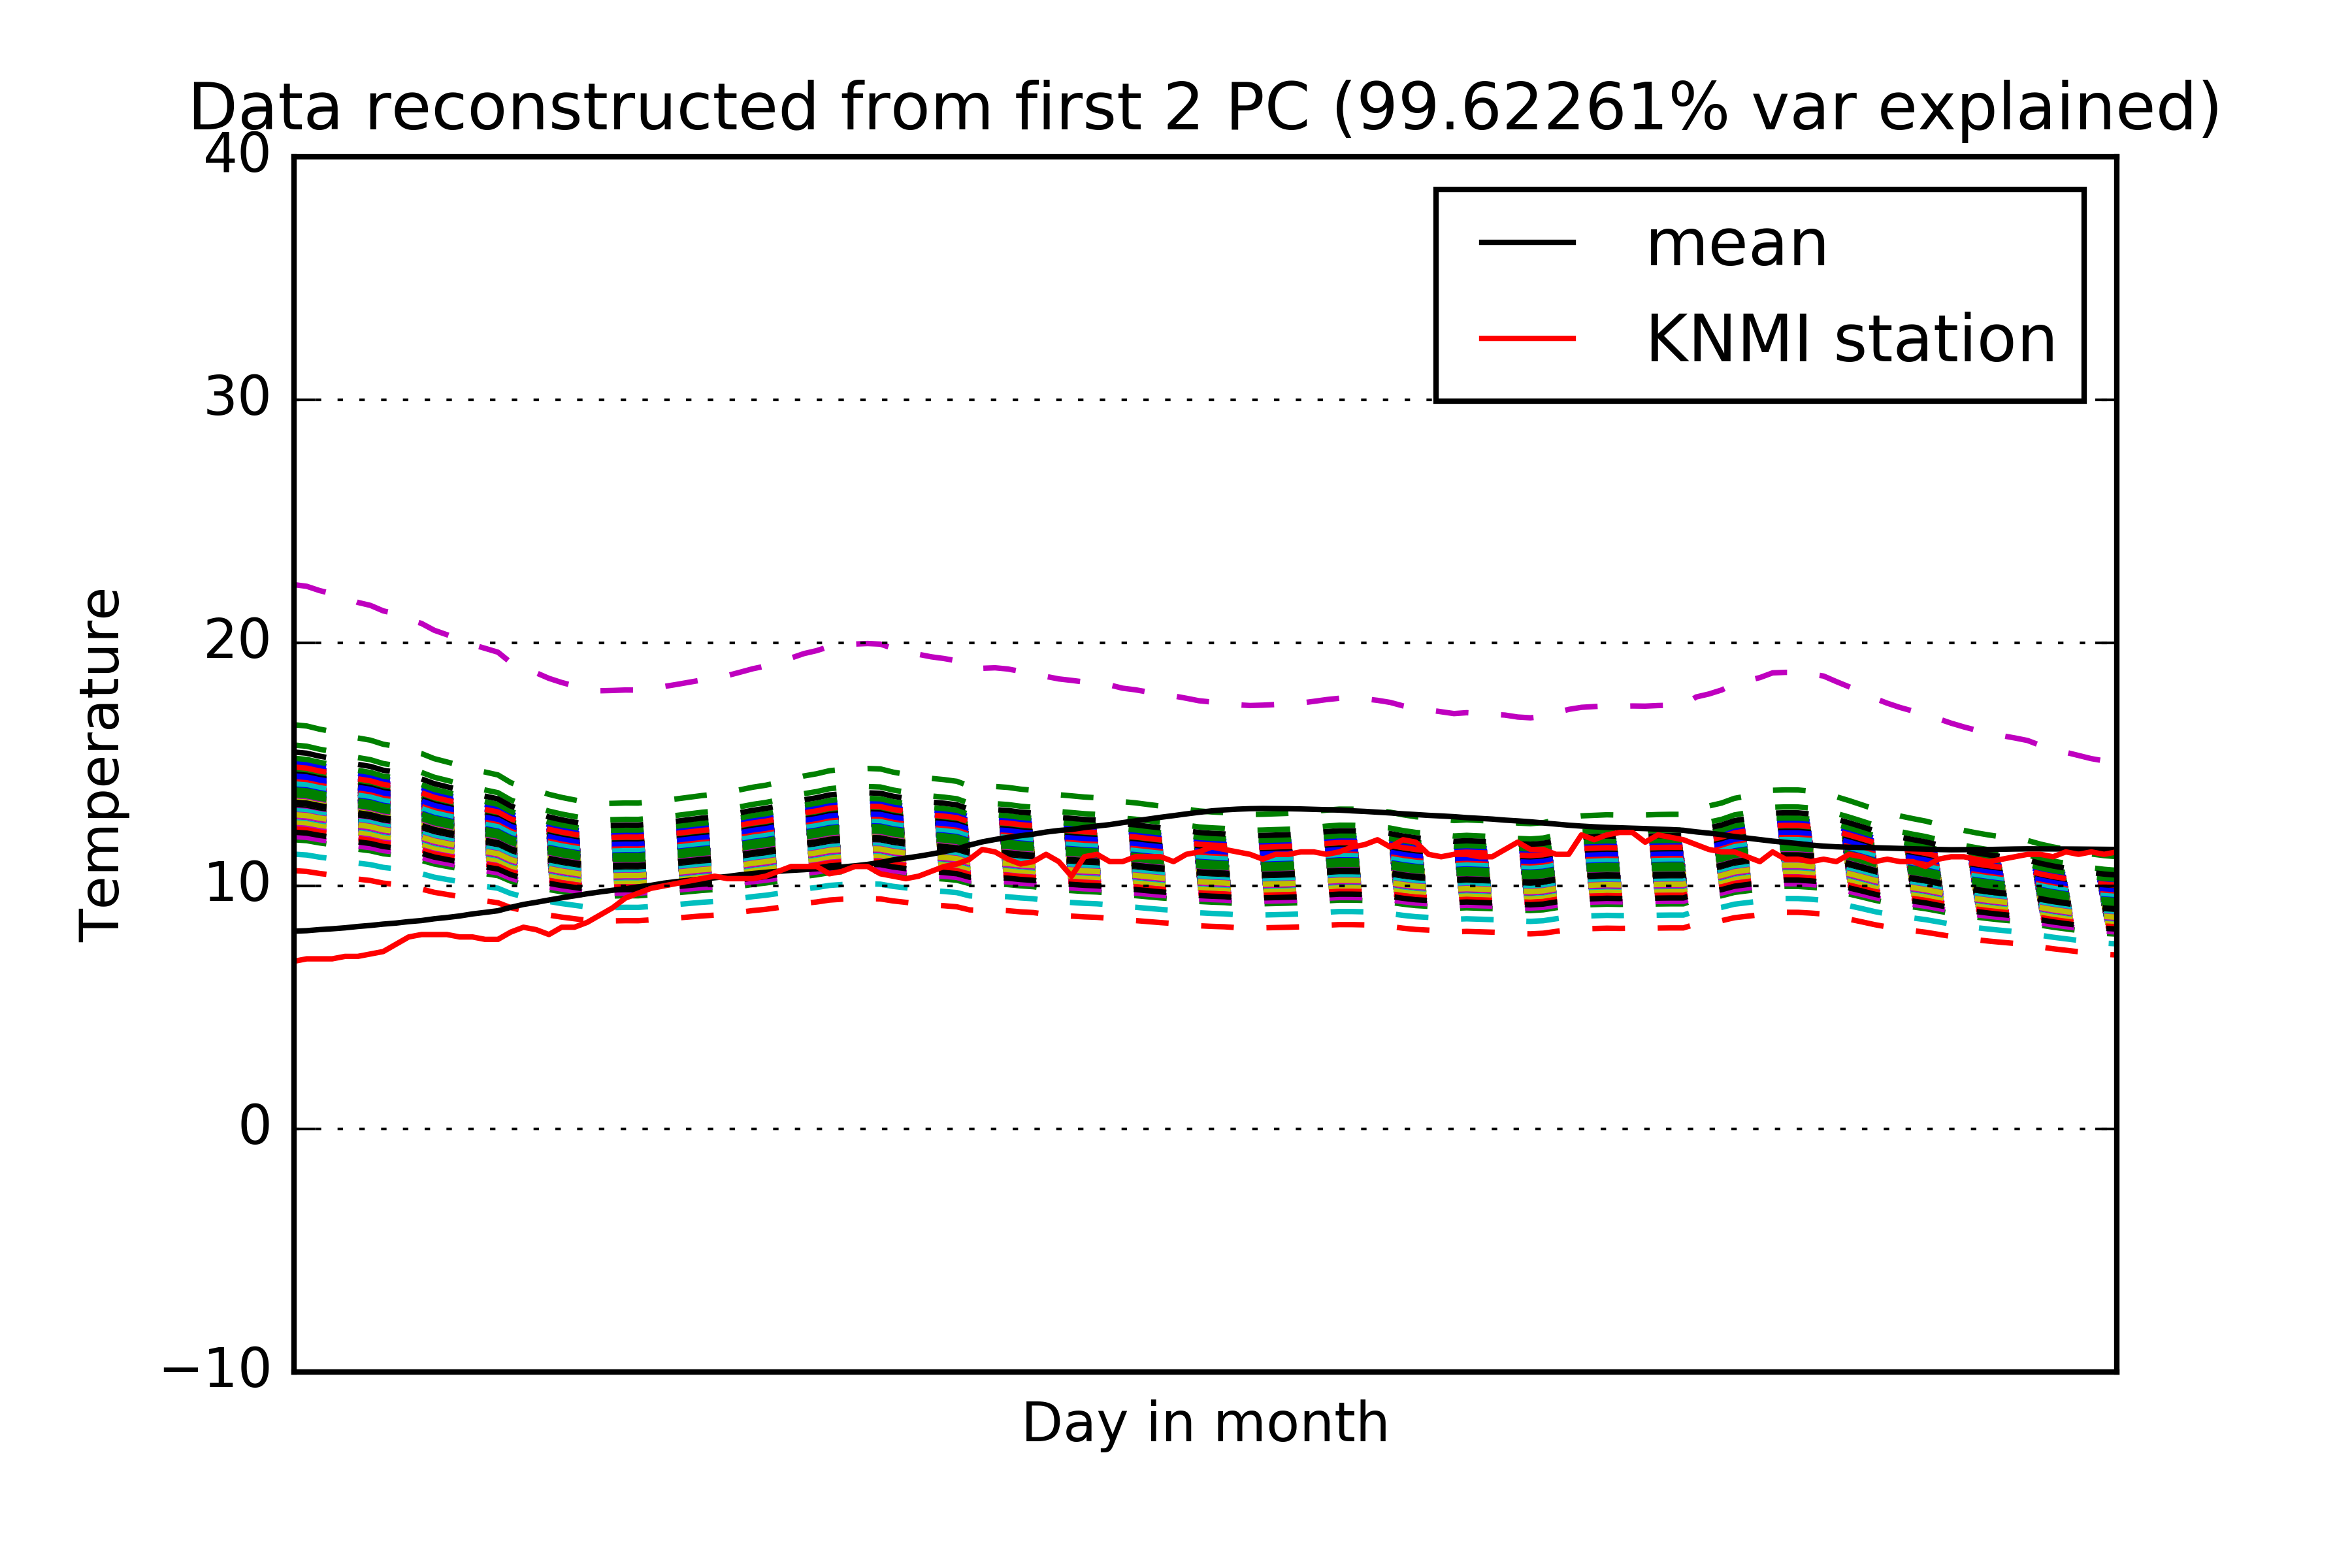 Data reconstructed from first 2 PC (99.62261% var explained)
40
30
20
10
0
−10
Temperature
Day in month
mean
KNMI station